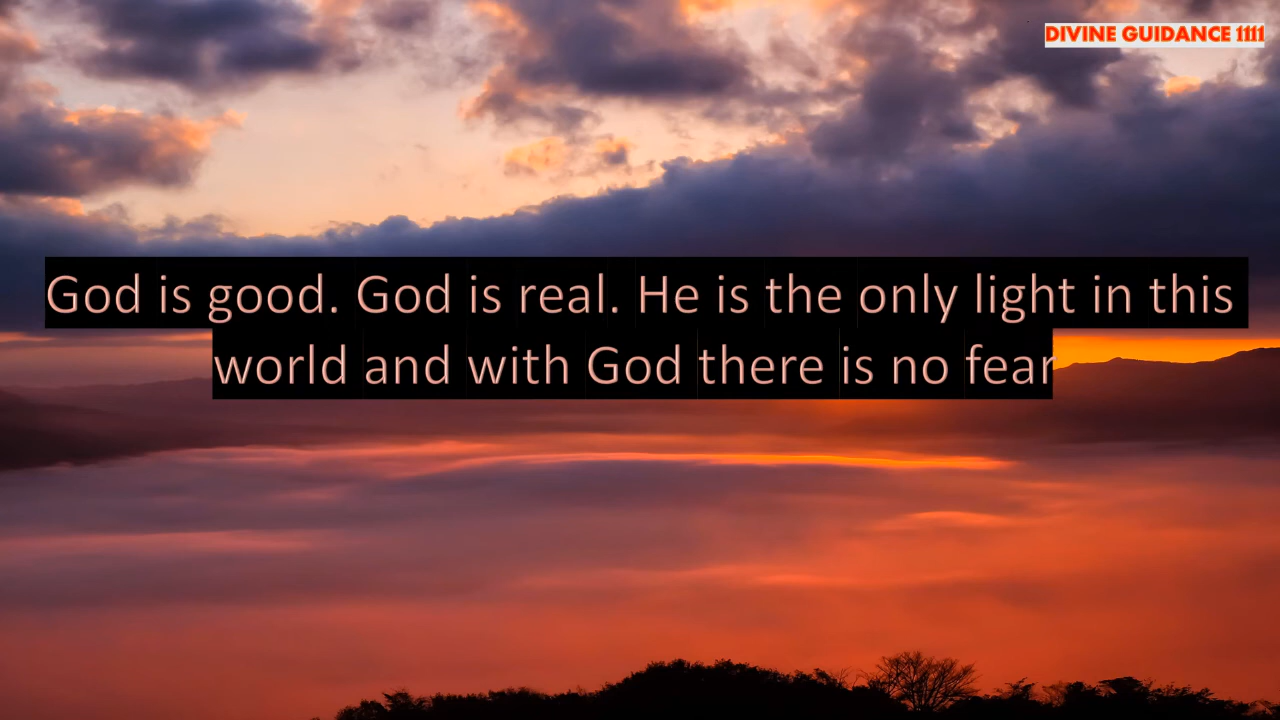 DIVINE GUIDANCE 1111
God is good. God is real. He is the only light in this
world and with God there is no fear